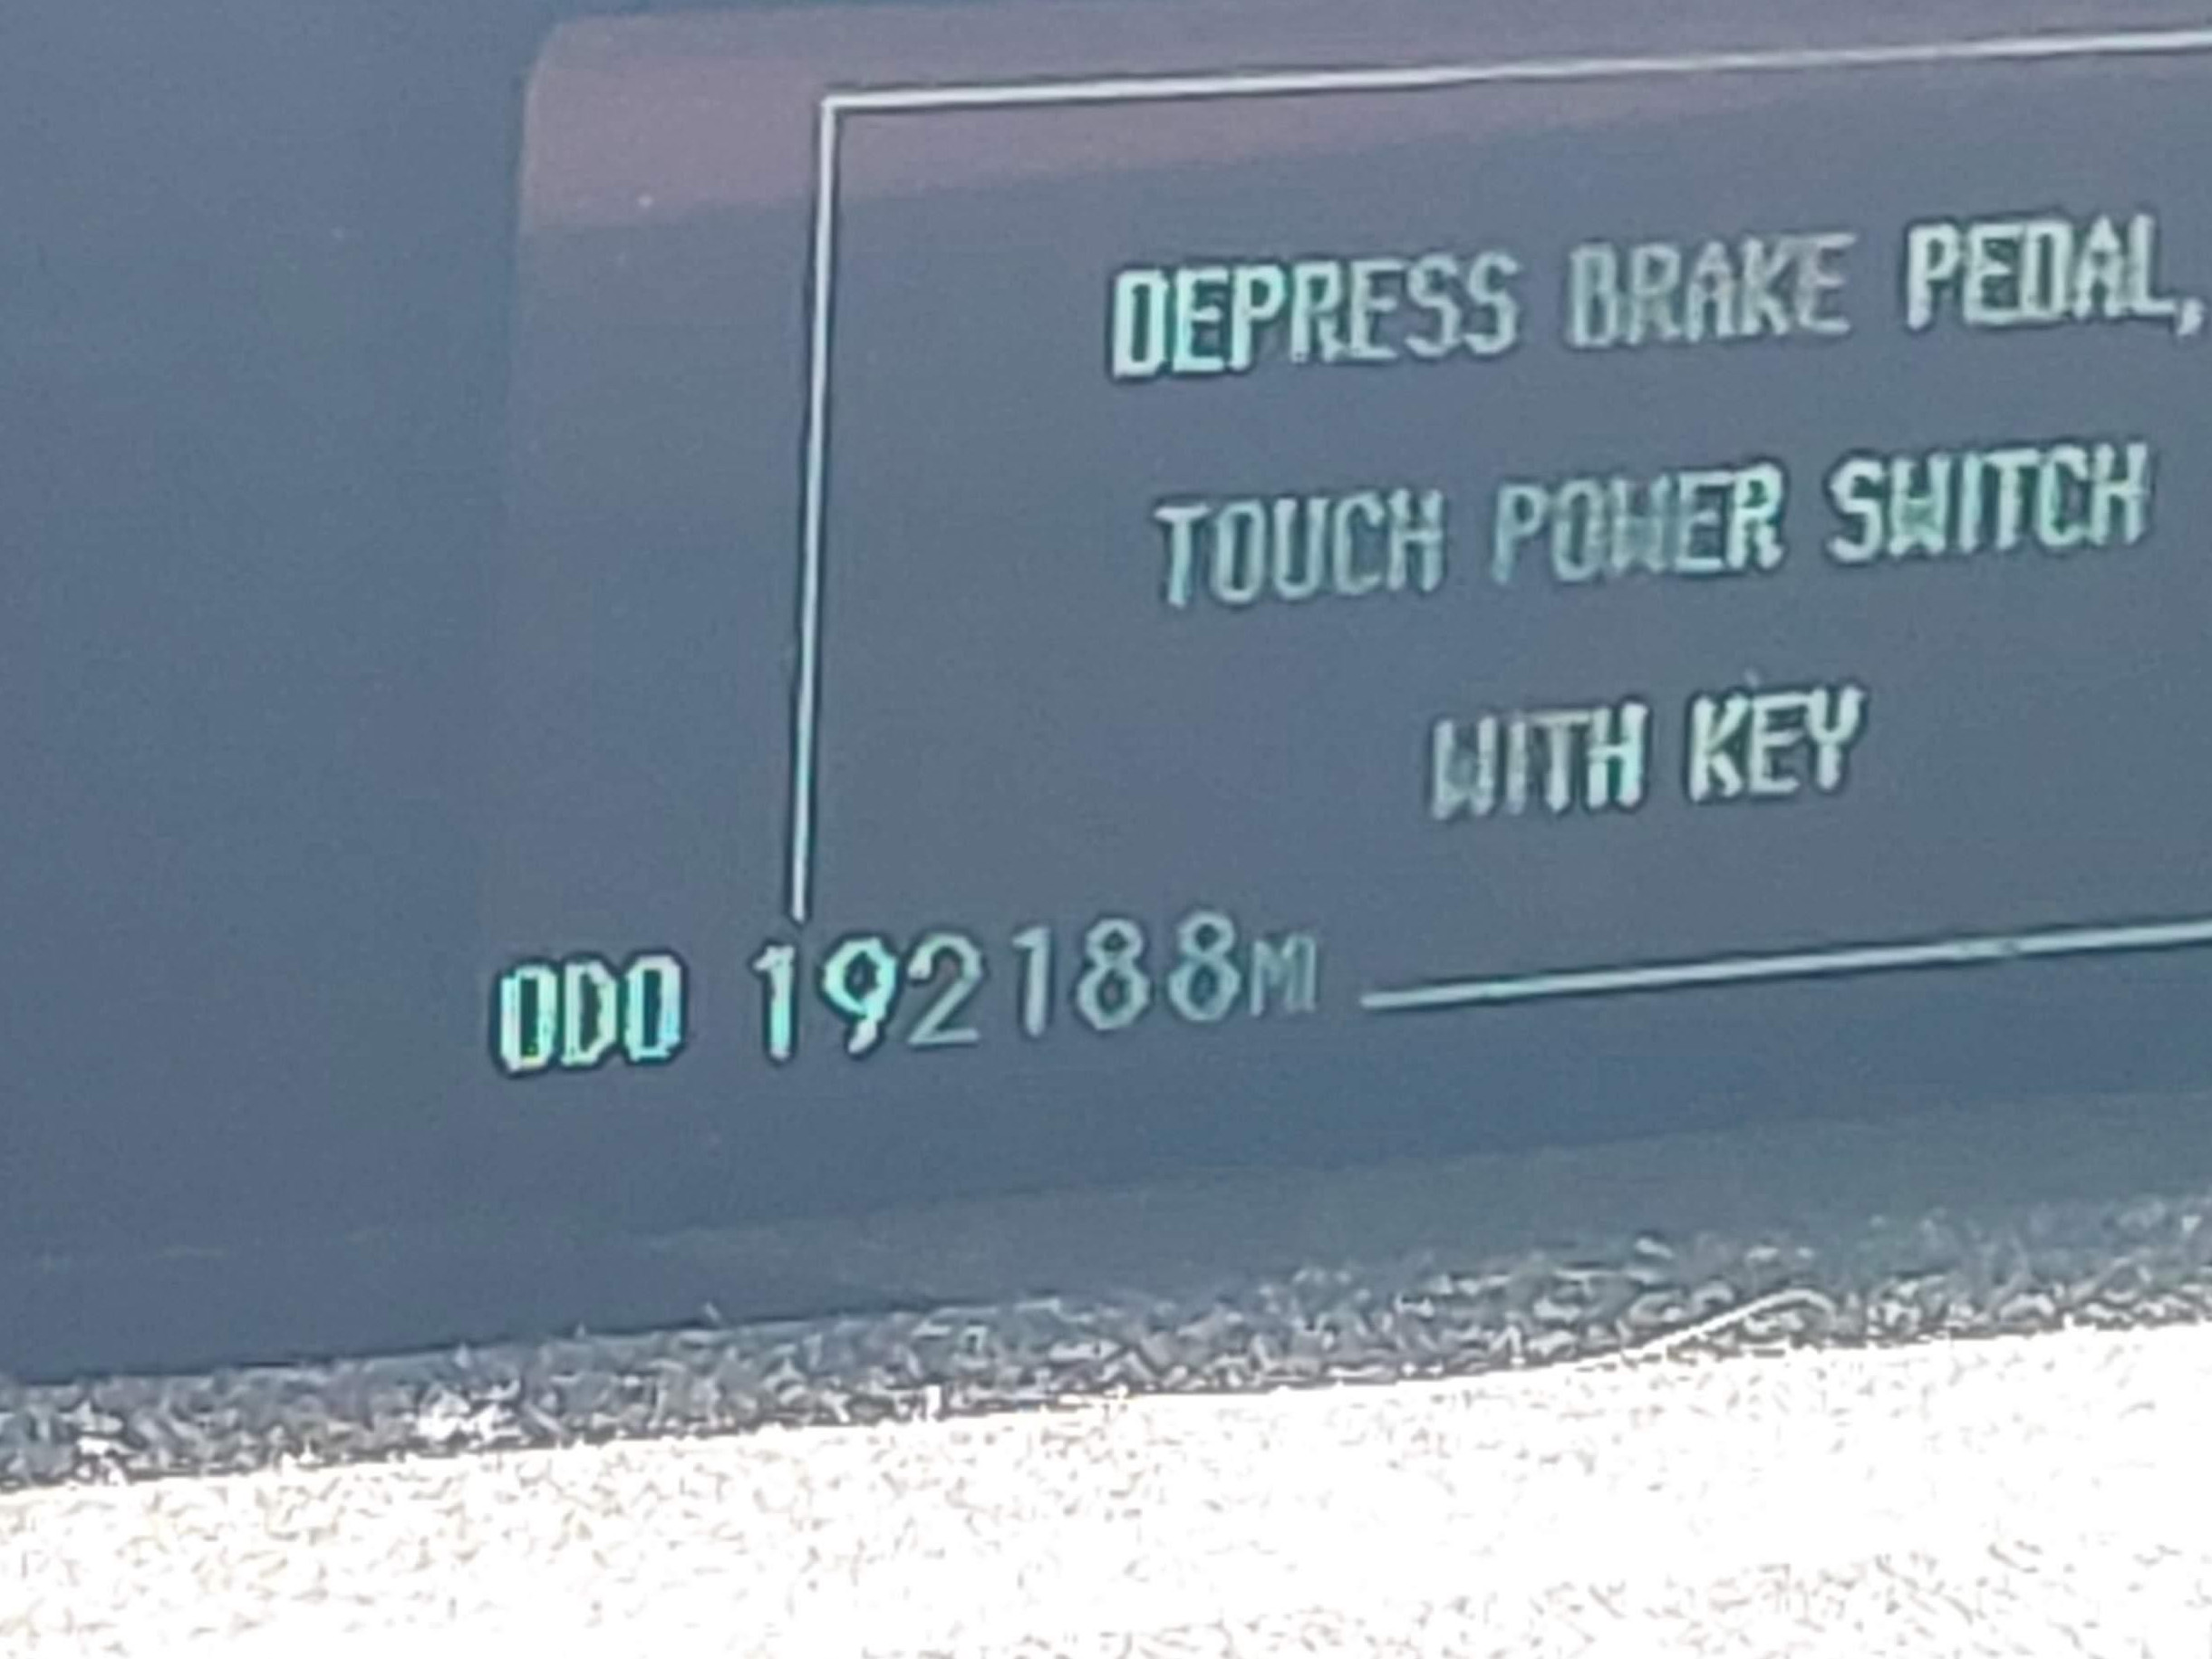 DEPRESS BRAKE PEDAL,
TOUCH POWER SWITCH
WITH KEY
ODO 192188MI